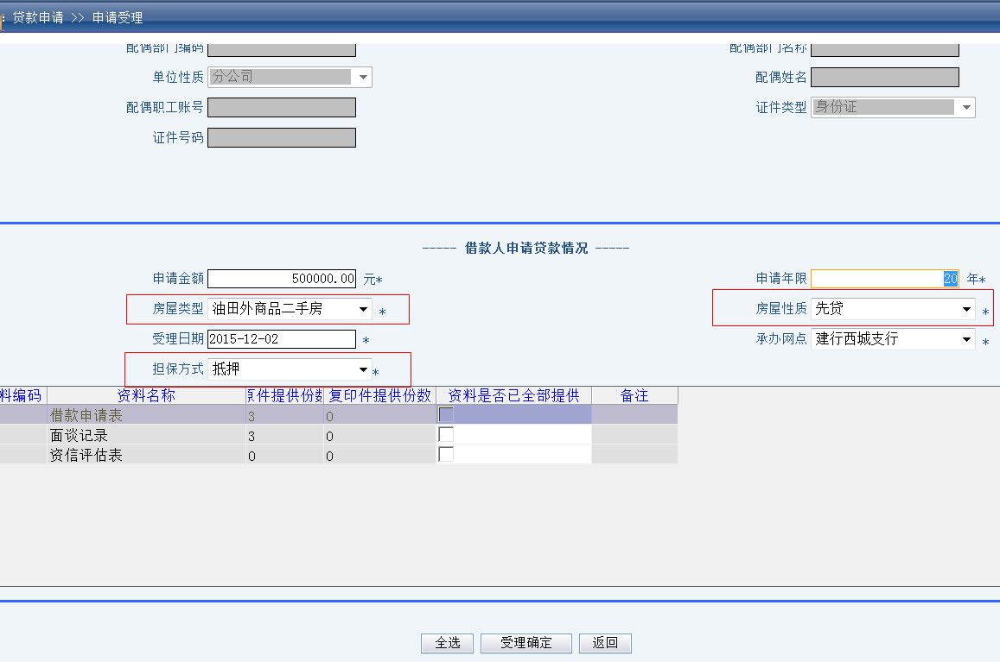 贷款申请 >> 申请受理
配偶部门编码 配偶部门名称
单位性质 分公司 配偶姓名
配偶职工账号 证件类型 身份证
证件号码
----- 借款人申请贷款情况 -----
申请金额 500000.00 元* 申请年限 20 年*
房屋类型 油田外商品二手房 * 房屋性质 先贷 *
受理日期 2015-12-02 * 承办网点 建行西城支行 *
担保方式 抵押 *
料编码 资料名称 原件提供份数 复印件提供份数 资料是否已全部提供 备注
借款申请表 3 0
面谈记录 3 0
资信评估表 0 0
全选 受理确定 返回